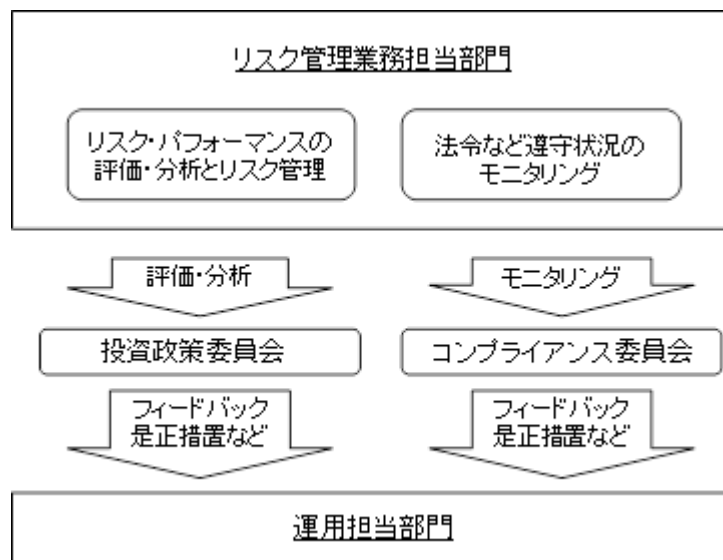 リスク管理業務担当部門
リスク・パフォーマンスの
評価・分析とリスク管理
法令など遵守状況の
モニタリング
評価・分析
モニタリング
投資政策委員会
コンプライアンス委員会
フィードバック
是正措置など
フィードバック
是正措置など
運用担当部門